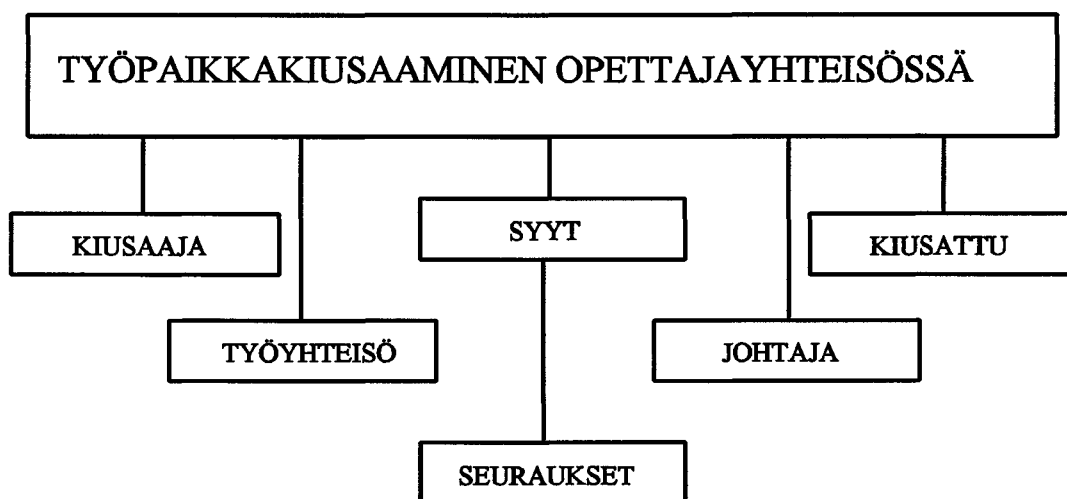 TYÖPAIKKAKIUSAAMINEN OPETTAJAYHTEISÖSSÄ
KIUSAAJA
SYYT
KIUSATTU
TYÖYHTEISÖ
JOHTAJA
SEURAUKSET